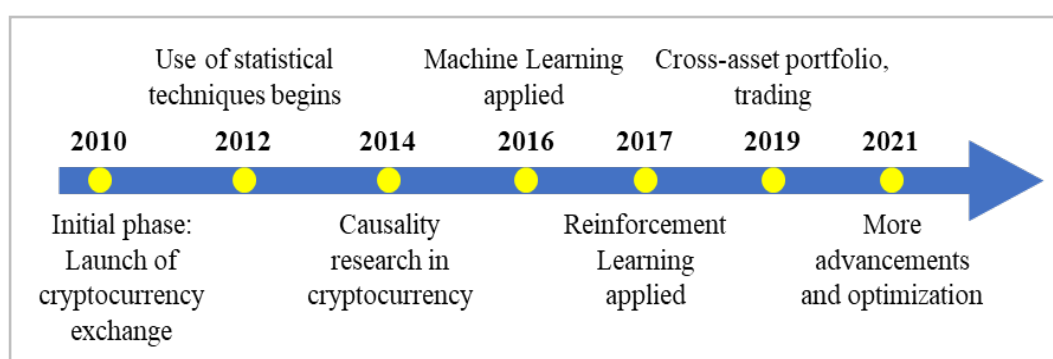 Use of statistical
techniques begins
Machine Learning
applied
Cross-asset portfolio,
trading
2010 2012 2014 2016 2017 2019 2021
Initial phase:
Launch of
cryptocurrency
exchange
Causality
research in
cryptocurrency
Reinforcement
Learning
applied
More
advancements
and optimization